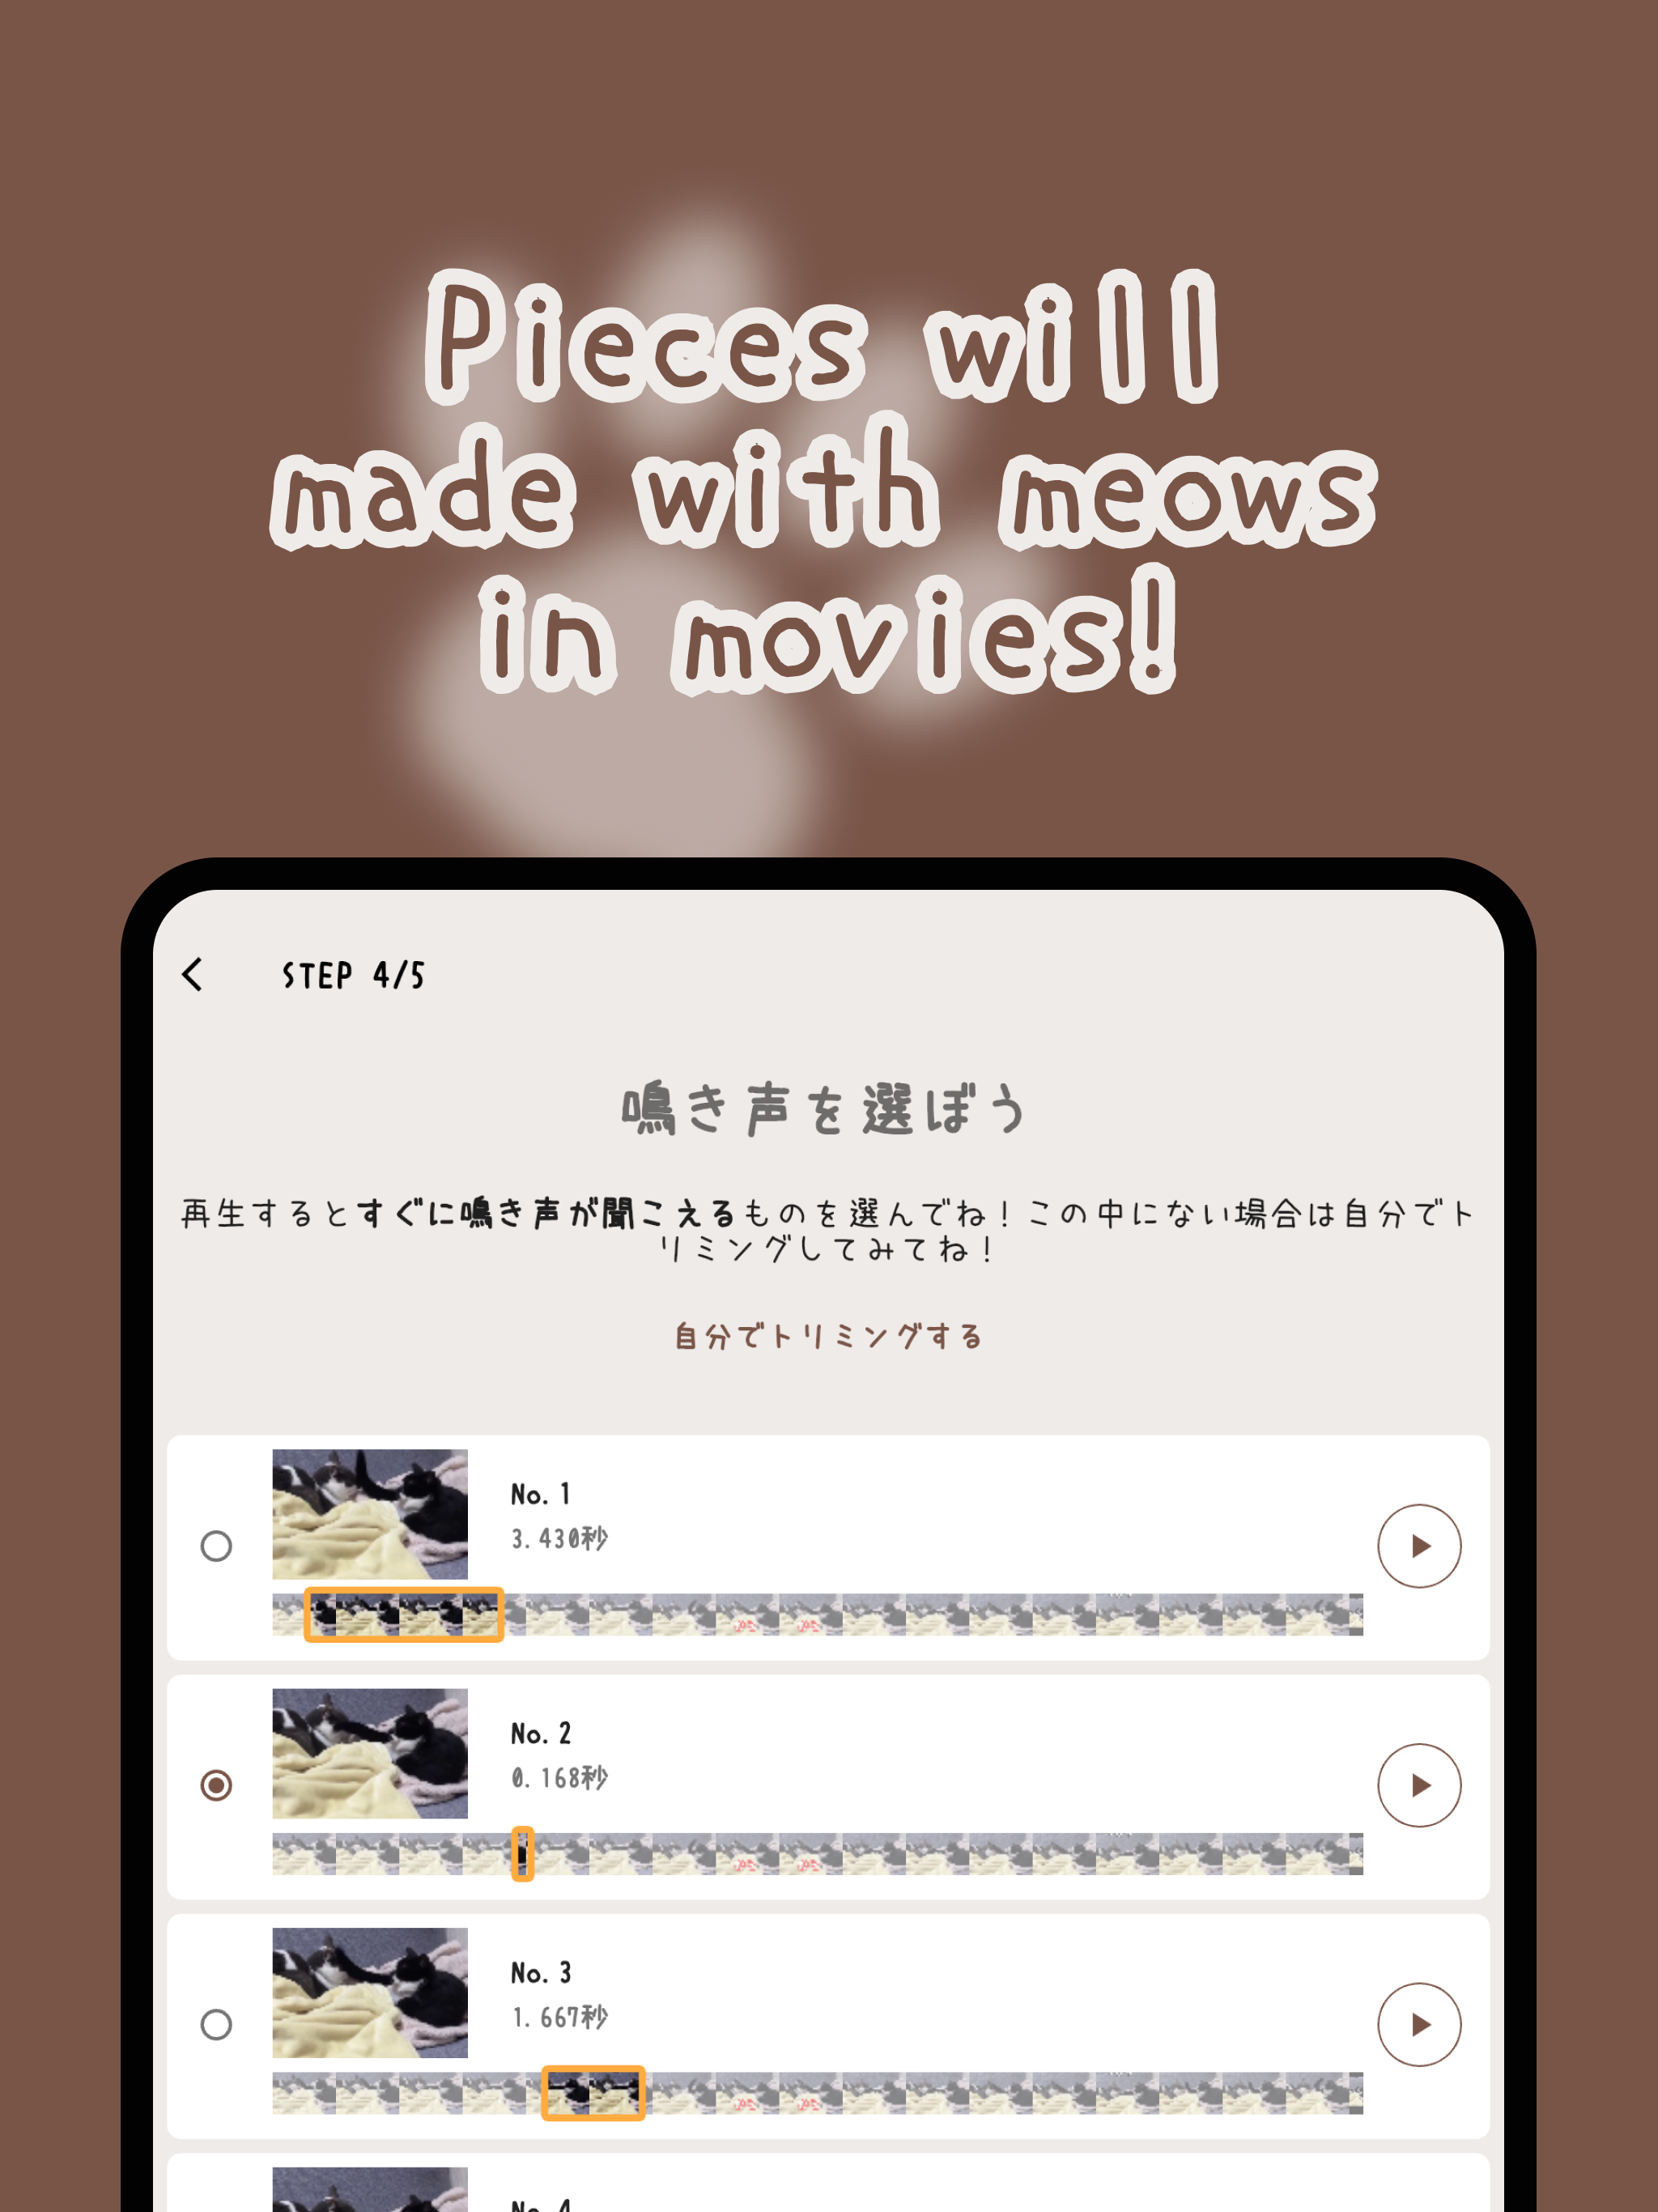 Pieces will
made with meows
in movies!
STEP 4/5
鳴き声を選ぼう
再生するとすぐに鳴き声が聞こえるものを選んでね！この中にない場合は自分でト
リミングしてみてね！
自分でトリミングする
No. 1
3.430秒
No. 2
0.168秒
No. 3
1.667秒
No. 4